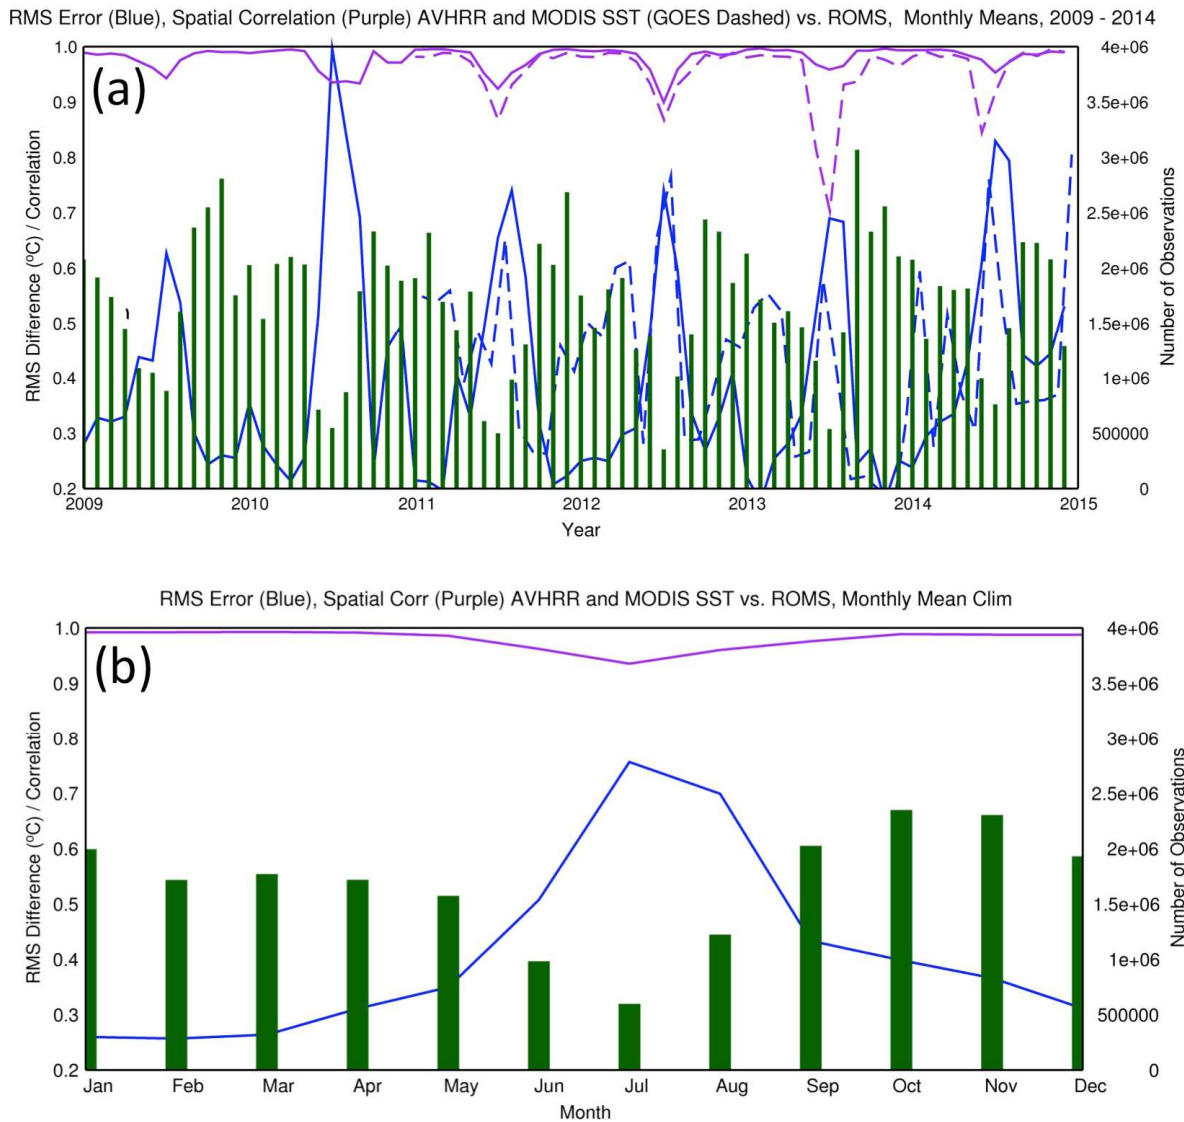 RMS Error (Blue), Spatial Correlation (Purple) AVHRR and MODIS SST (GOES Dashed) vs. ROMS, Monthly Means, 2009 - 2014
(a)
RMS Difference (ºC) / Correlation
1.0
0.9
0.8
0.7
0.6
0.5
0.4
0.3
0.2
4e+06
3.5e+06
3e+06
2.5e+06
2e+06
1.5e+06
1e+06
500000
0
Number of Observations
2009 2010 2011 2012 2013 2014 2015
Year
RMS Error (Blue), Spatial Corr (Purple) AVHRR and MODIS SST vs. ROMS, Monthly Mean Clim
(b)
RMS Difference (ºC) / Correlation
1.0
0.9
0.8
0.7
0.6
0.5
0.4
0.3
0.2
4e+06
3.5e+06
3e+06
2.5e+06
2e+06
1.5e+06
1e+06
500000
0
Number of Observations
Jan Feb Mar Apr May Jun Jul Aug Sep Oct Nov Dec
Month